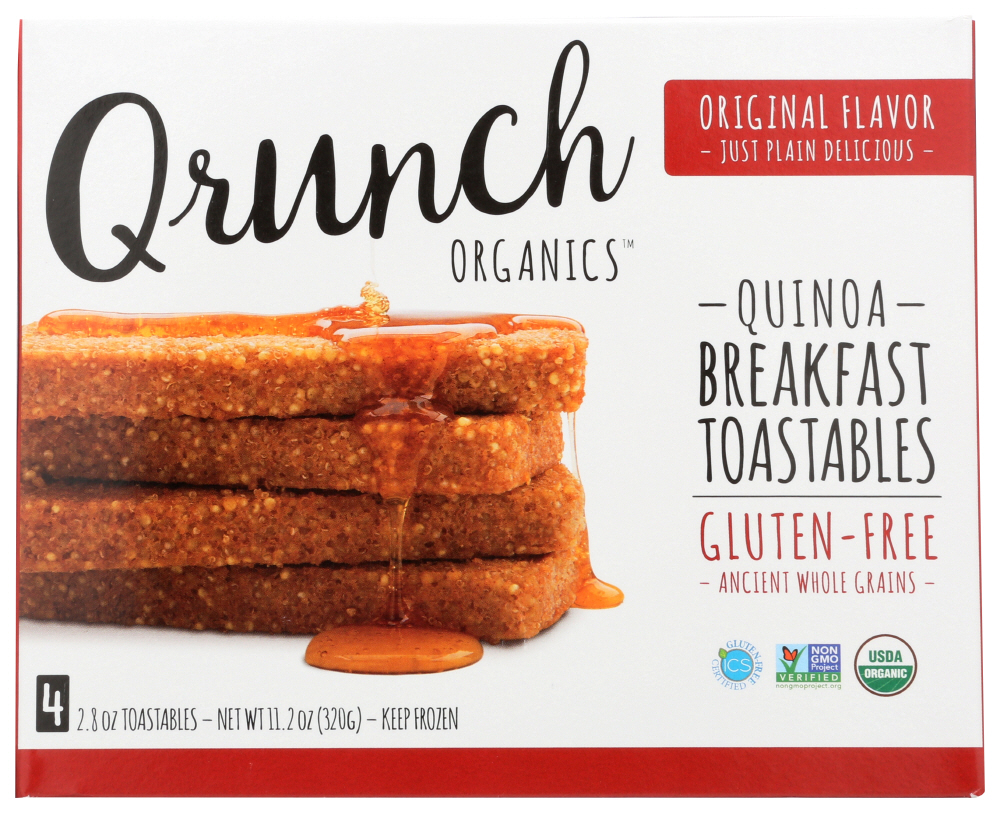 Qrunch
ORGANICS™
ORIGINAL FLAVOR
– JUST PLAIN DELICIOUS –
– QUINOA –
BREAKFAST
TOASTABLES
GLUTEN-FREE
– ANCIENT WHOLE GRAINS –
GLUTEN-FREE
ICS
CERTIFIED
NON
GMO
Project
VERIFIED
nongmoproject.org
USDA
ORGANIC
4 2.8 oz TOASTABLES – NET WT 11.2 oz (320g) – KEEP FROZEN